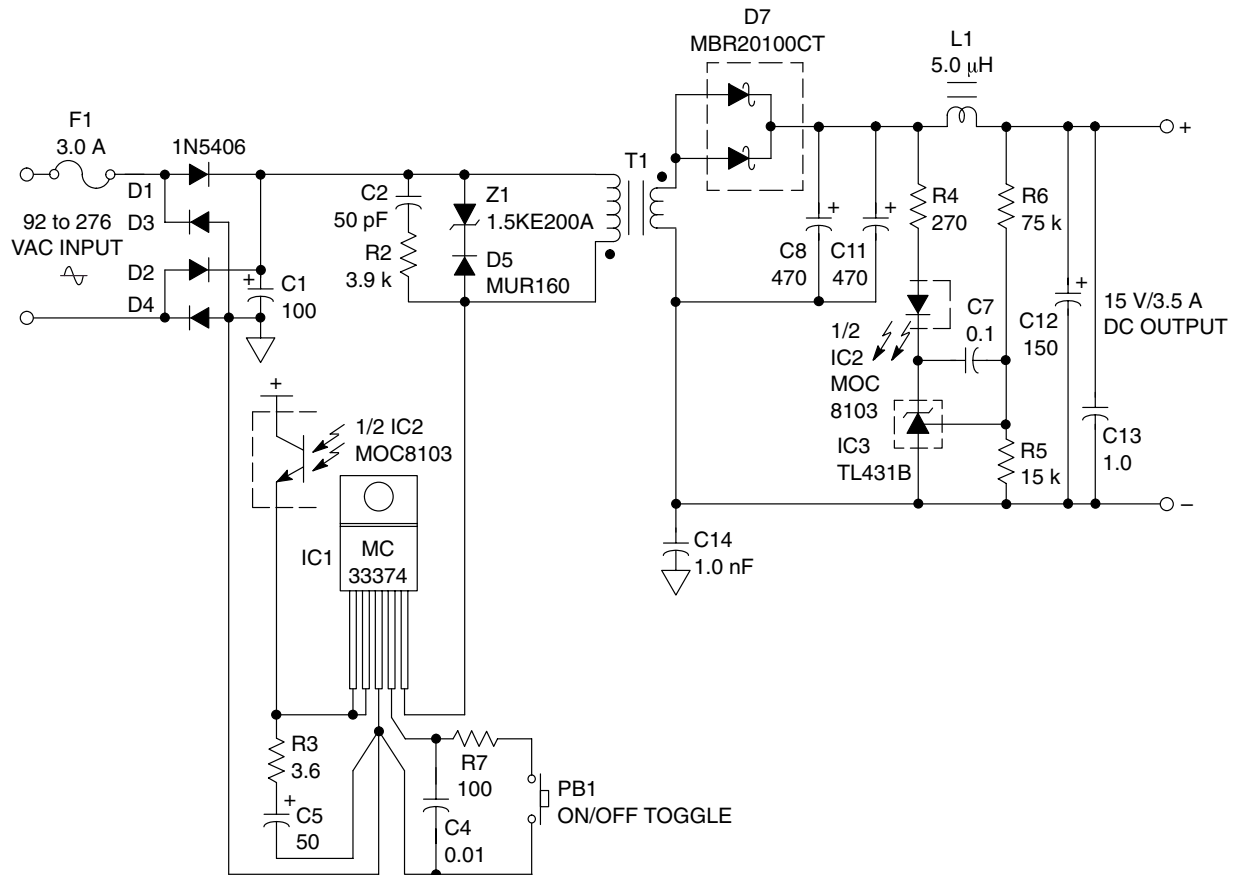 D7
MBR20100CT
L1
5.0 μH
F1
3.0 A
1N5406
D1
D3
92 to 276
VAC INPUT
D2
D4
+
C1
100
C2
50 pF
R2
3.9 k
Z1
1.5KE200A
D5
MUR160
T1
+
C8
470
+
C11
470
R4
270
R6
75 k
+
1/2
IC2
MOC
8103
C7
0.1
IC3
TL431B
R5
15 k
+
C12
150
15 V/3.5 A
DC OUTPUT
C13
1.0
–
C14
1.0 nF
+
1/2 IC2
MOC8103
IC1
MC
33374
R3
3.6
+
C5
50
R7
100
C4
0.01
PB1
ON/OFF TOGGLE